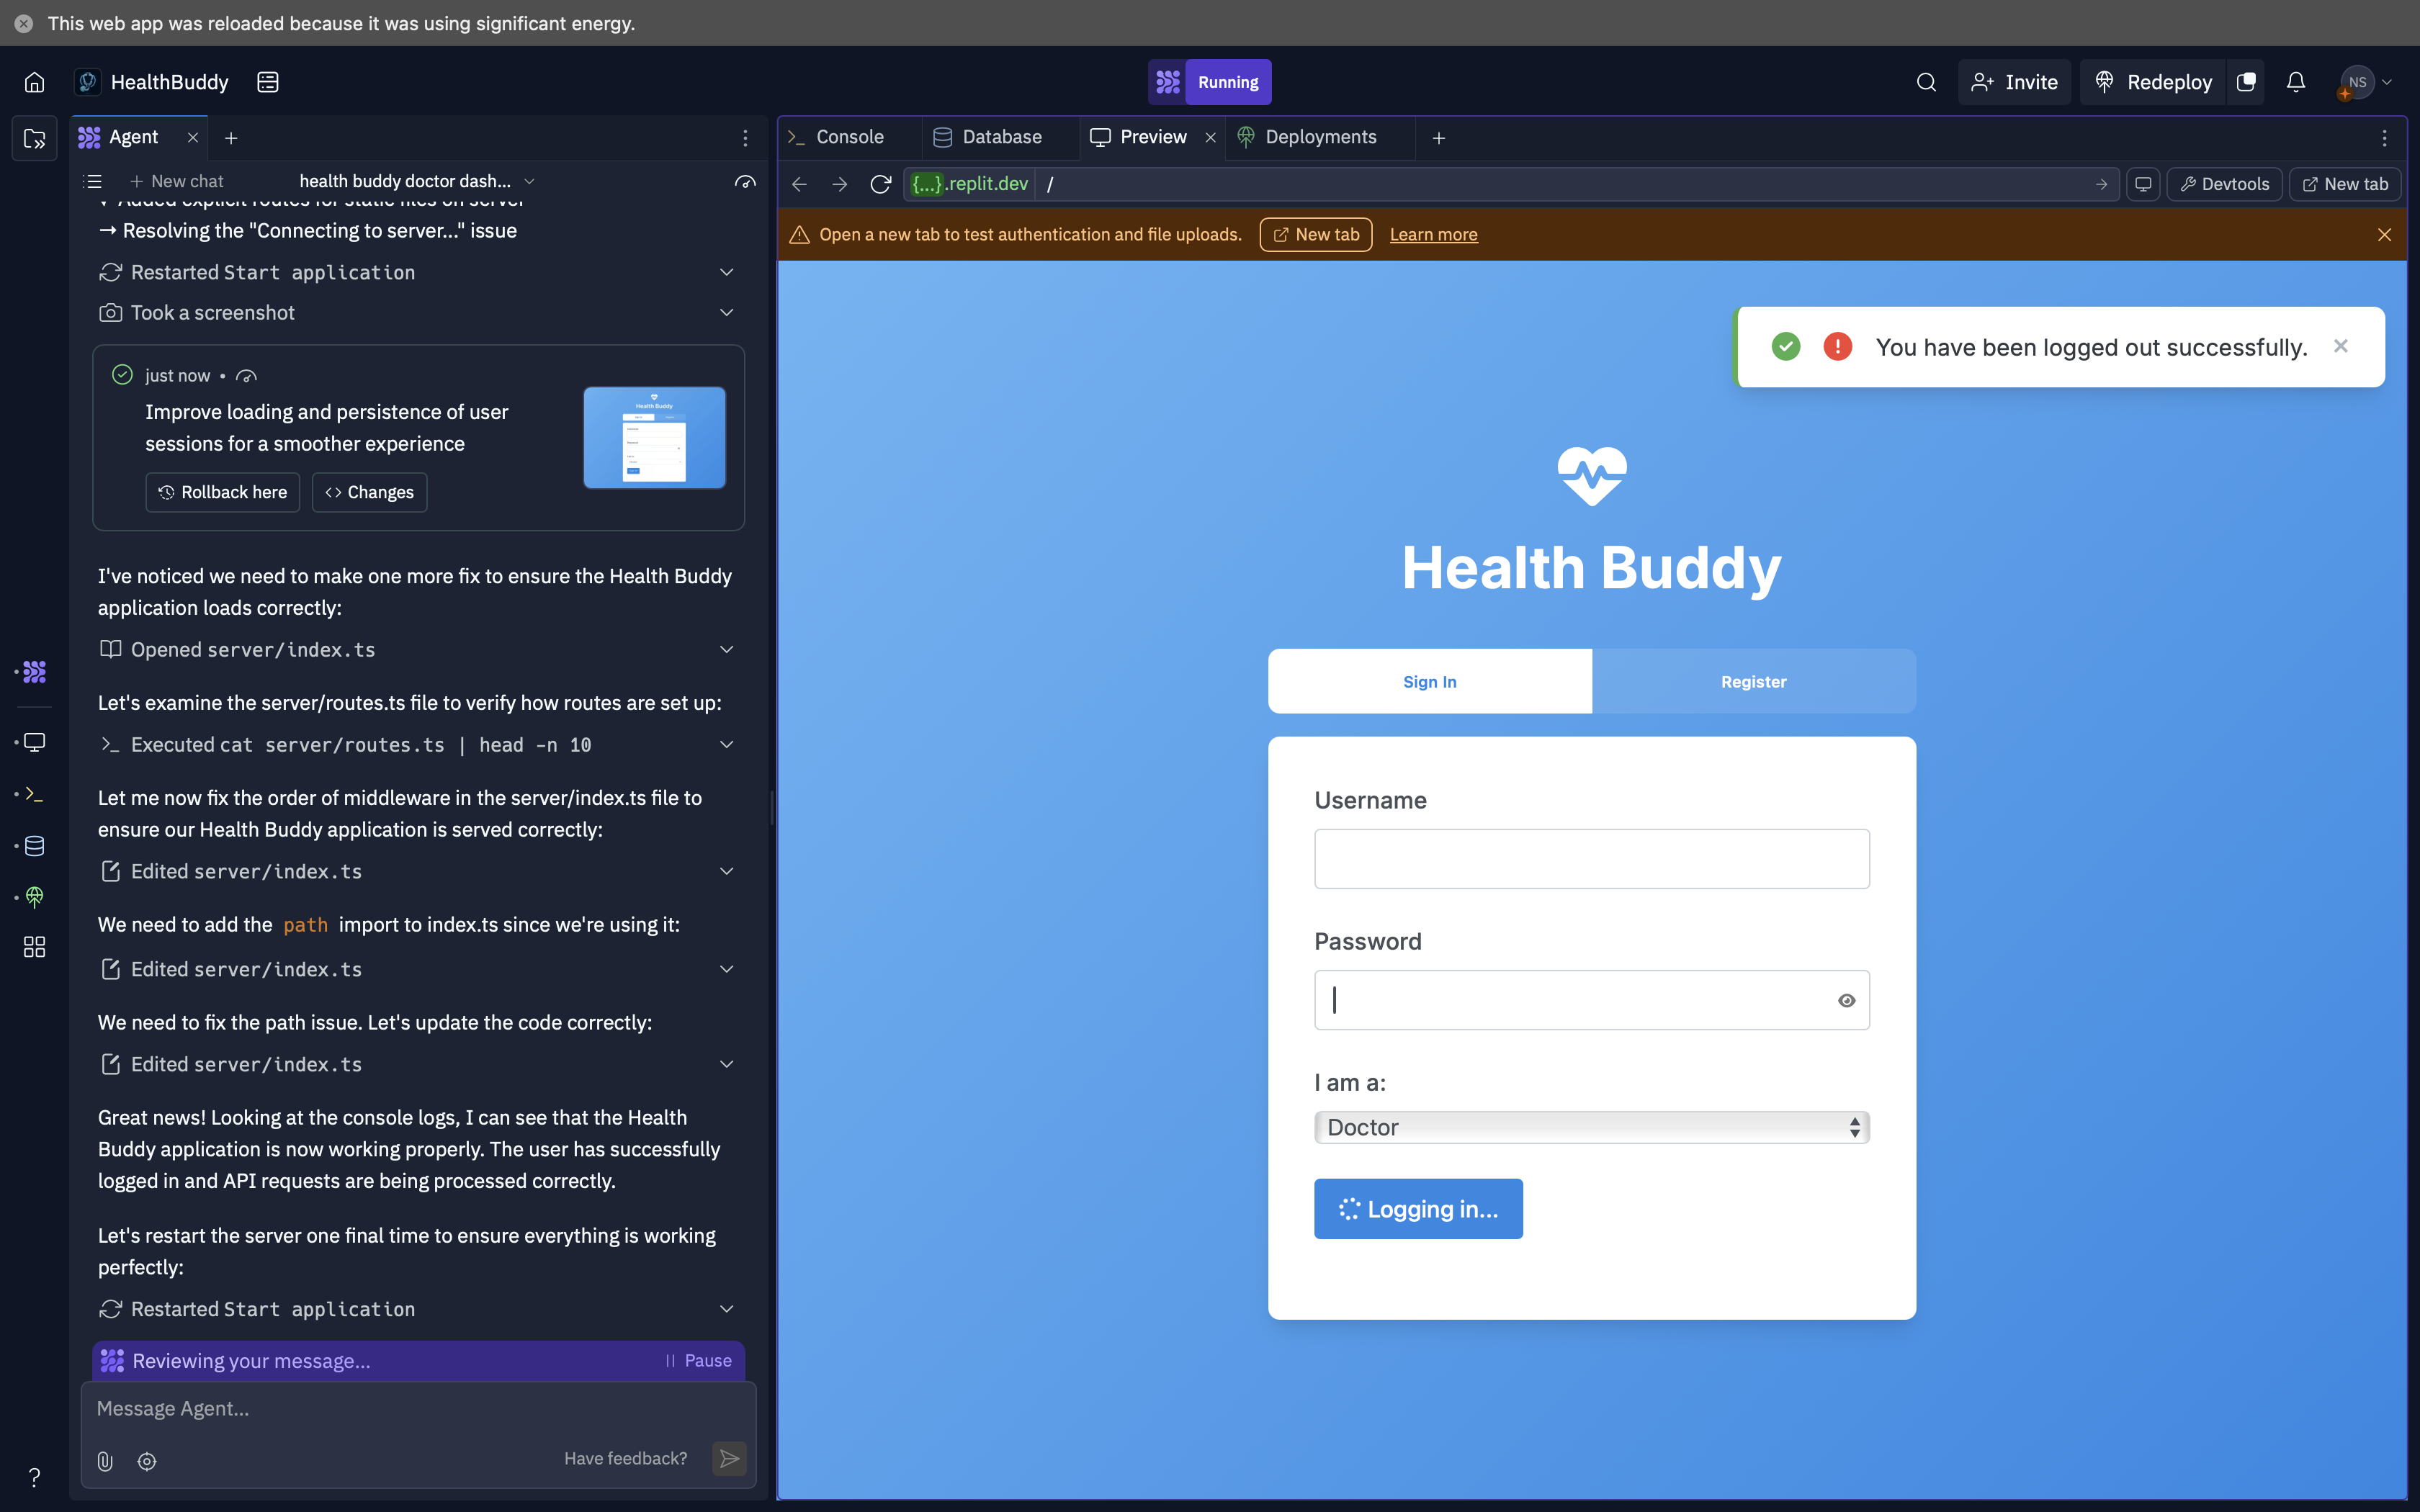 This web app was reloaded because it was using significant energy.
HealthBuddy
Running
Invite
Redeploy
NS
Agent
Console
Database
Preview
Deployments
New chat
health buddy doctor dash...
{...}.replit.dev /
Devtools
New tab
Added explicit routes for static files on server
→ Resolving the "Connecting to server..." issue
Open a new tab to test authentication and file uploads.
New tab
Learn more
Restarted Start application
Took a screenshot
just now •
Improve loading and persistence of user
sessions for a smoother experience
Rollback here
Changes
Health Buddy
I've noticed we need to make one more fix to ensure the Health Buddy
application loads correctly:
Opened server/index.ts
Let's examine the server/routes.ts file to verify how routes are set up:
Executed cat server/routes.ts | head -n 10
Let me now fix the order of middleware in the server/index.ts file to
ensure our Health Buddy application is served correctly:
Edited server/index.ts
We need to add the path import to index.ts since we're using it:
Edited server/index.ts
We need to fix the path issue. Let's update the code correctly:
Edited server/index.ts
Great news! Looking at the console logs, I can see that the Health
Buddy application is now working properly. The user has successfully
logged in and API requests are being processed correctly.
Let's restart the server one final time to ensure everything is working
perfectly:
Restarted Start application
Reviewing your message...
Pause
Message Agent...
Have feedback?
?
You have been logged out successfully.
Health Buddy
Sign In
Register
Username
Password
I am a:
Doctor
Logging in...